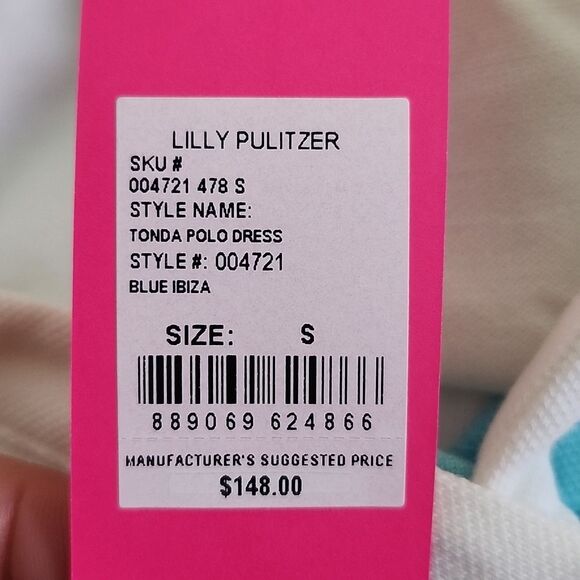 LILLY PULITZER
SKU #
004721 478 S
STYLE NAME:
TONDA POLO DRESS
STYLE #: 004721
BLUE IBIZA
SIZE: S
889069 624866
MANUFACTURER'S SUGGESTED PRICE
$148.00